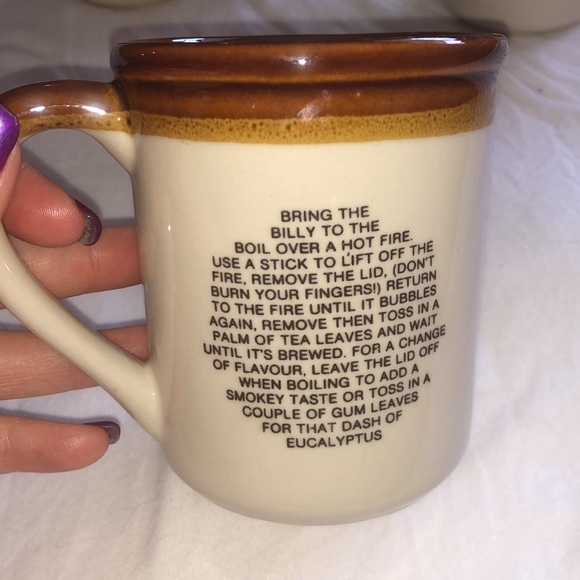 BRING THE
BILLY TO THE
BOIL OVER A HOT FIRE.
USE A STICK TO LIFT OFF THE
FIRE, REMOVE THE LID, (DON'T
BURN YOUR FINGERS!) RETURN
TO THE FIRE UNTIL IT BUBBLES
AGAIN, REMOVE THEN TOSS IN A
PALM OF TEA LEAVES AND WAIT
UNTIL IT'S BREWED. FOR A CHANGE
OF FLAVOUR, LEAVE THE LID OFF
WHEN BOILING TO ADD A
SMOKEY TASTE OR TOSS IN A
COUPLE OF GUM LEAVES
FOR THAT DASH OF
EUCALYPTUS